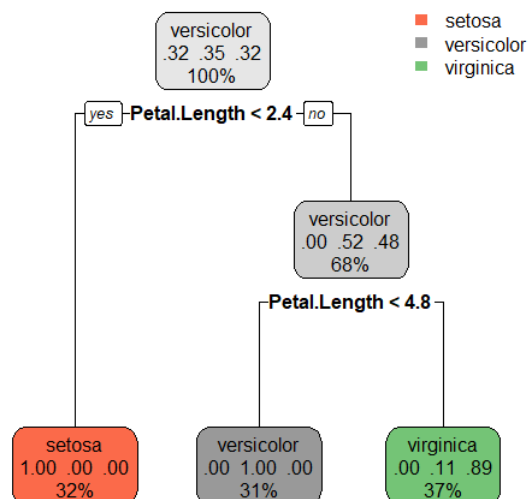 versicolor
.32 .35 .32
100%
setosa
versicolor
virginica
yes Petal.Length < 2.4 no
versicolor
.00 .52 .48
68%
Petal.Length < 4.8
setosa
1.00 .00 .00
32%
versicolor
.00 1.00 .00
31%
virginica
.00 .11 .89
37%